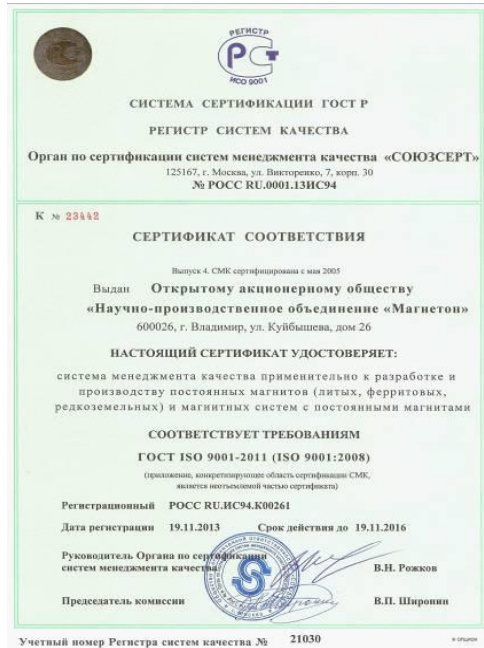 РЕГИСТР
РСТ
ИСО 9001
СИСТЕМА СЕРТИФИКАЦИИ ГОСТ Р
РЕГИСТР СИСТЕМ КАЧЕСТВА
Орган по сертификации систем менеджмента качества «СОЮЗСЕРТ»
125167, г. Москва, ул. Викторенко, 7, корп. 30
№ РОСС RU.0001.13ИС94
К № 23442
СЕРТИФИКАТ СООТВЕТСТВИЯ
Выпуск 4. СМК сертифицирована с мая 2005
Выдан Открытому акционерному обществу
«Научно-производственное объединение «Магнетон»
600026, г. Владимир, ул. Куйбышева, дом 26
НАСТОЯЩИЙ СЕРТИФИКАТ УДОСТОВЕРЯЕТ:
система менеджмента качества применительно к разработке и
производству постоянных магнитов (литых, ферритовых,
редкоземельных) и магнитных систем с постоянными магнитами
СООТВЕТСТВУЕТ ТРЕБОВАНИЯМ
ГОСТ ISO 9001-2011 (ISO 9001:2008)
(приложение, конкретизирующее область сертификации СМК,
является неотъемлемой частью сертификата)
Регистрационный РОСС RU.ИС94.К00261
Дата регистрации 19.11.2013 Срок действия до 19.11.2016
Руководитель Органа по сертификации
систем менеджмента качества В.Н. Рожков
Председатель комиссии В.П. Широнин
Учетный номер Регистра систем качества № 21030